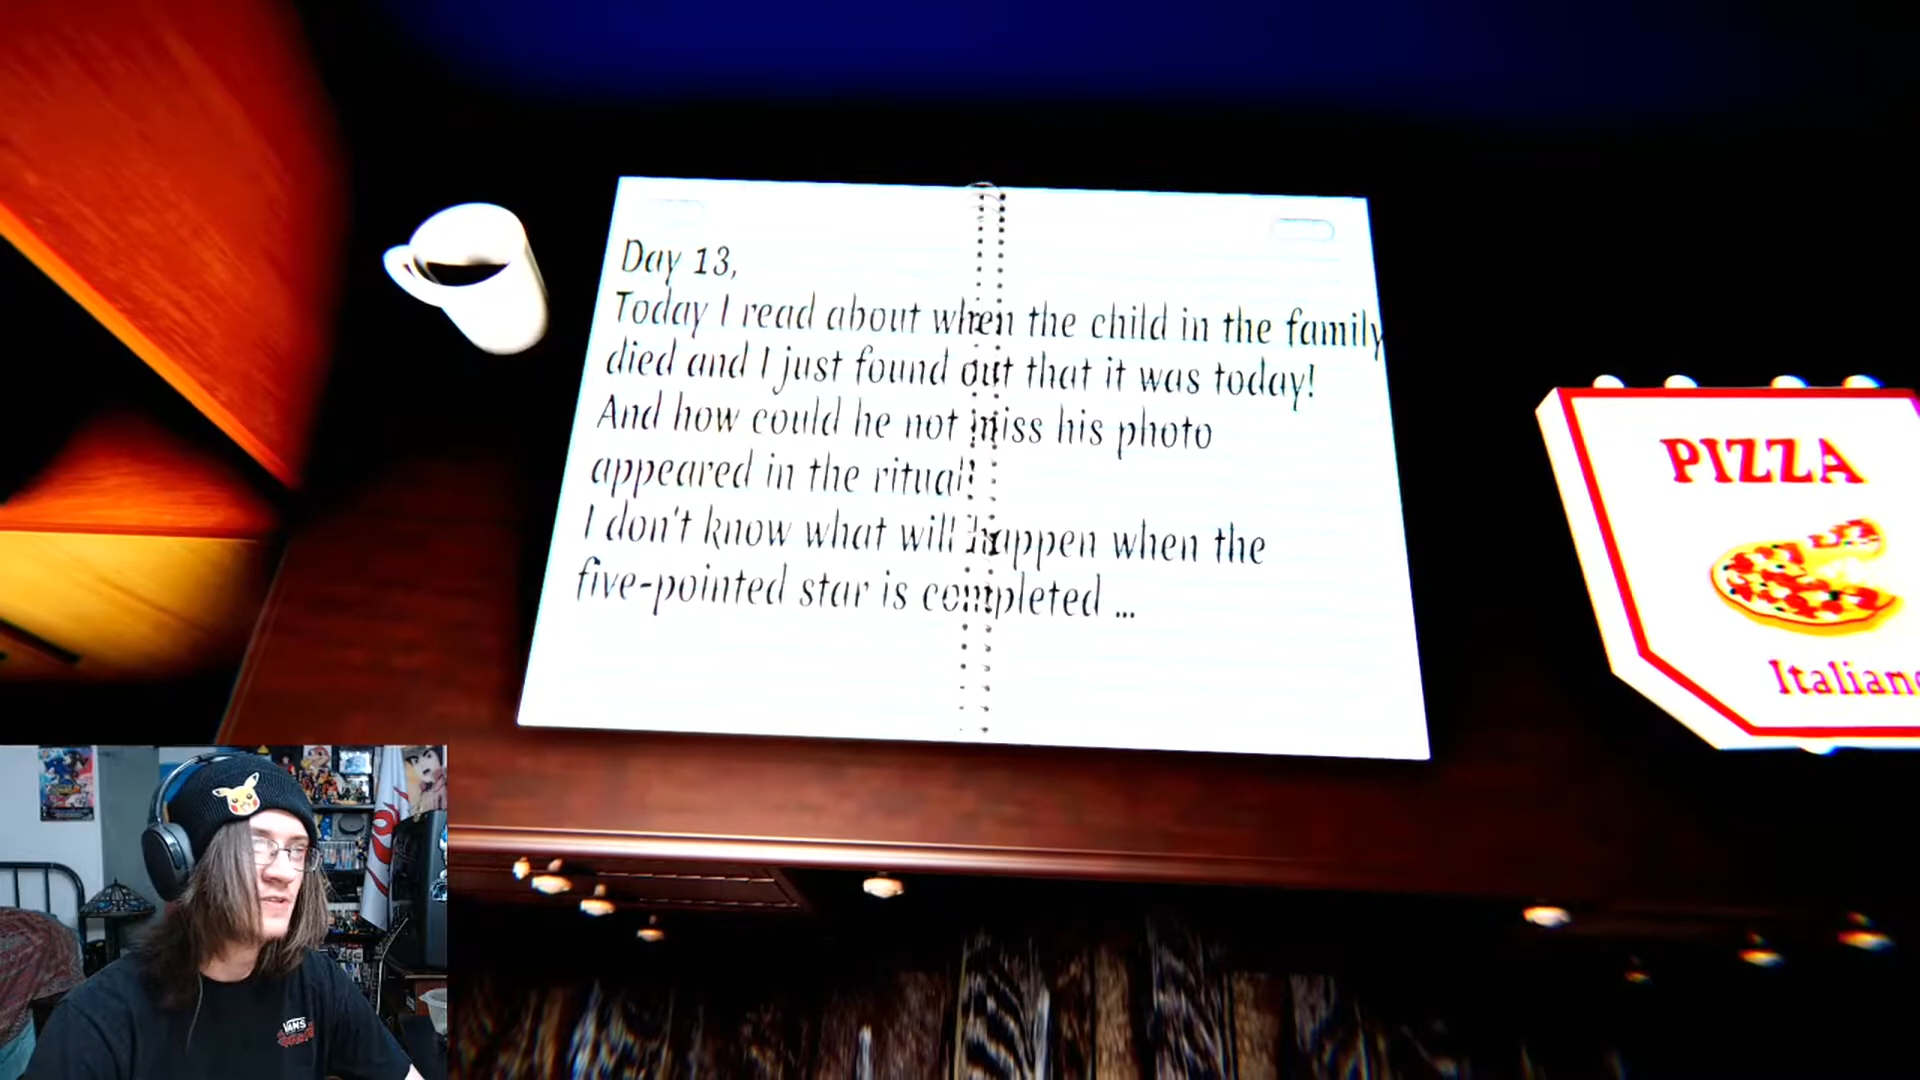 Day 13,
Today I read about when the child in the family
died and I just found out that it was today!
And how could he not miss his photo
appeared in the ritual!
I don't know what will happen when the
five-pointed star is completed ...
PIZZA
VANS